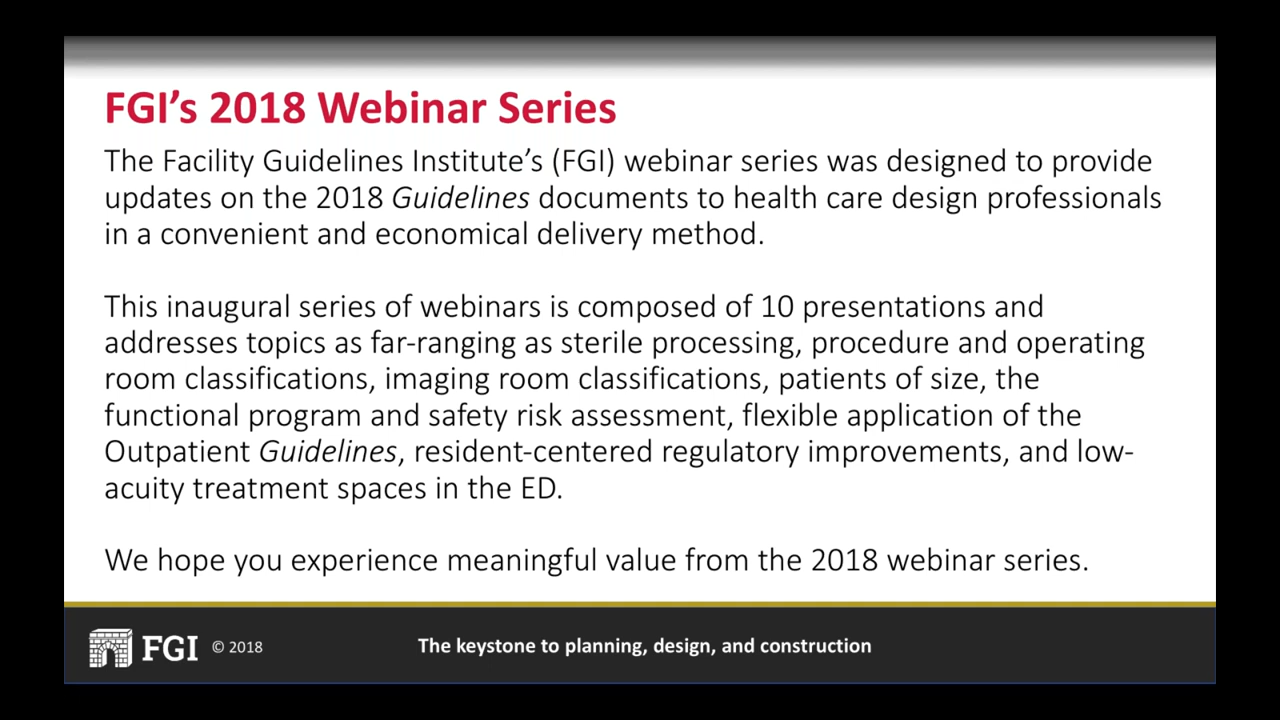 FGI’s 2018 Webinar Series
The Facility Guidelines Institute’s (FGI) webinar series was designed to provide
updates on the 2018 Guidelines documents to health care design professionals
in a convenient and economical delivery method.
This inaugural series of webinars is composed of 10 presentations and
addresses topics as far-ranging as sterile processing, procedure and operating
room classifications, imaging room classifications, patients of size, the
functional program and safety risk assessment, flexible application of the
Outpatient Guidelines, resident-centered regulatory improvements, and low-
acuity treatment spaces in the ED.
We hope you experience meaningful value from the 2018 webinar series.
FGI © 2018 The keystone to planning, design, and construction